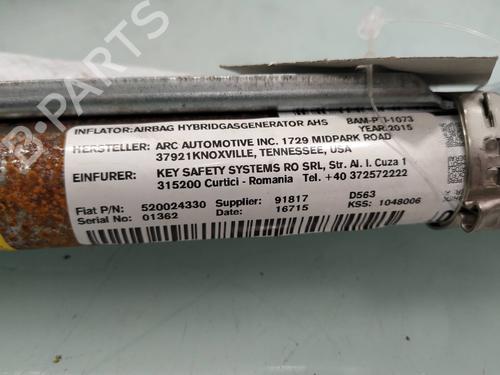 INFLATOR:AIRBAG HYBRIDGASGENERATOR AHS
YEAR:2015
HERSTELLER: ARC AUTOMOTIVE INC. 1729 MIDPARK ROAD
37921KNOXVILLE, TENNESSEE, USA
EINFURER: KEY SAFETY SYSTEMS RO SRL, Str. Al. I. Cuza 1
315200 Curtici - Romania Tel. +40 372572222
Fiat P/N: 520024330 Supplier: 91817 D563
Serial No: 01362 Date: 16715 KSS: 1048006